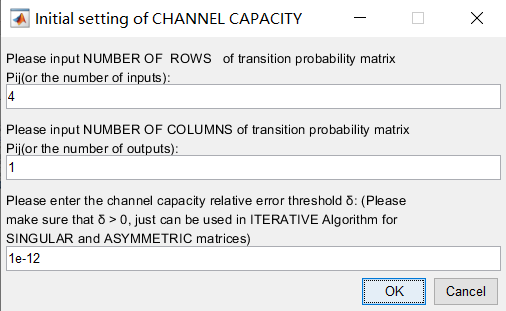 Initial setting of CHANNEL CAPACITY
Please input NUMBER OF ROWS of transition probability matrix
Pij(or the number of inputs):
4
Please input NUMBER OF COLUMNS of transition probability matrix
Pij(or the number of outputs):
1
Please enter the channel capacity relative error threshold δ: (Please
make sure that δ > 0, just can be used in ITERATIVE Algorithm for
SINGULAR and ASYMMETRIC matrices)
1e-12
OK Cancel